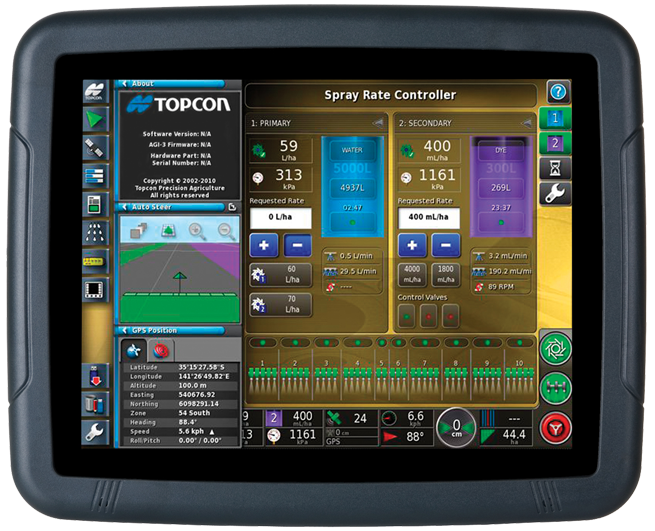 About
TOPCON
TOPCON
Software Version: N/A
AGI-3 Firmware: N/A
Hardware Part: N/A
Serial Number: N/A
Copyright © 2002-2010
Topcon Precision Agriculture
All rights reserved
Auto Steer
GPS Position
Latitude 35°15'27.58"S
Longitude 141°26'49.82"E
Altitude 100.0 m
Easting 540676.92
Northing 6098291.14
Zone 54 South
Heading 88.4°
Speed 5.6 kph ▲
Roll/Pitch 0.00° / 0.00°
Spray Rate Controller
1: PRIMARY
59
L/ha
313
kPa
Requested Rate
0 L/ha
+ −
1 60
L/ha
2 70
L/ha
WATER
5000L
4937L
02:47
0.5 L/min
29.5 L/min
----
2: SECONDARY
400
mL/ha
1161
kPa
Requested Rate
400 mL/ha
+ −
4000
mL/ha
1800
mL/ha
Control Valves
DYE
300L
269L
23:37
3.2 mL/min
190.2 mL/mi
89 RPM
1 2 3 4 5 6 7 8 9 10
?
1
2
9 2 400
mL/ha
24
6.6
kph
0
cm
---
.3 1161
kPa
0 cm
GPS
88°
44.4
ha